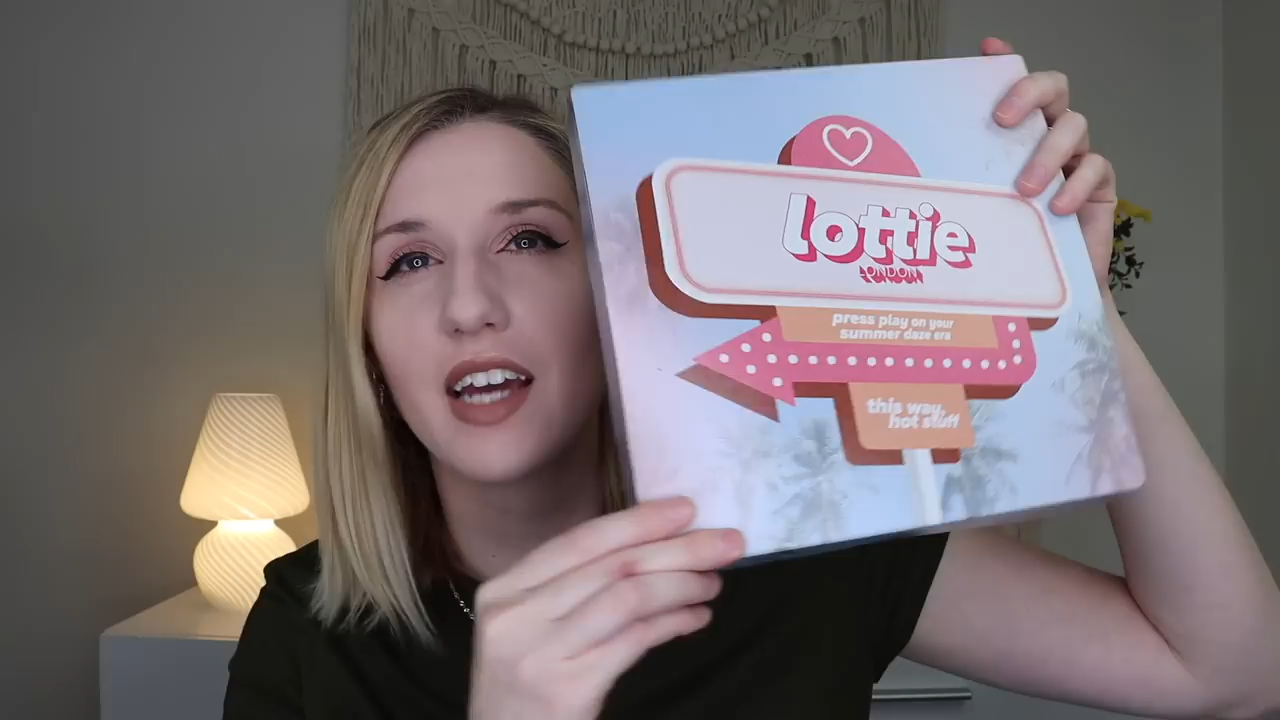 lottie
LONDON
press play on your
summer daze era
this way,
hot stuff